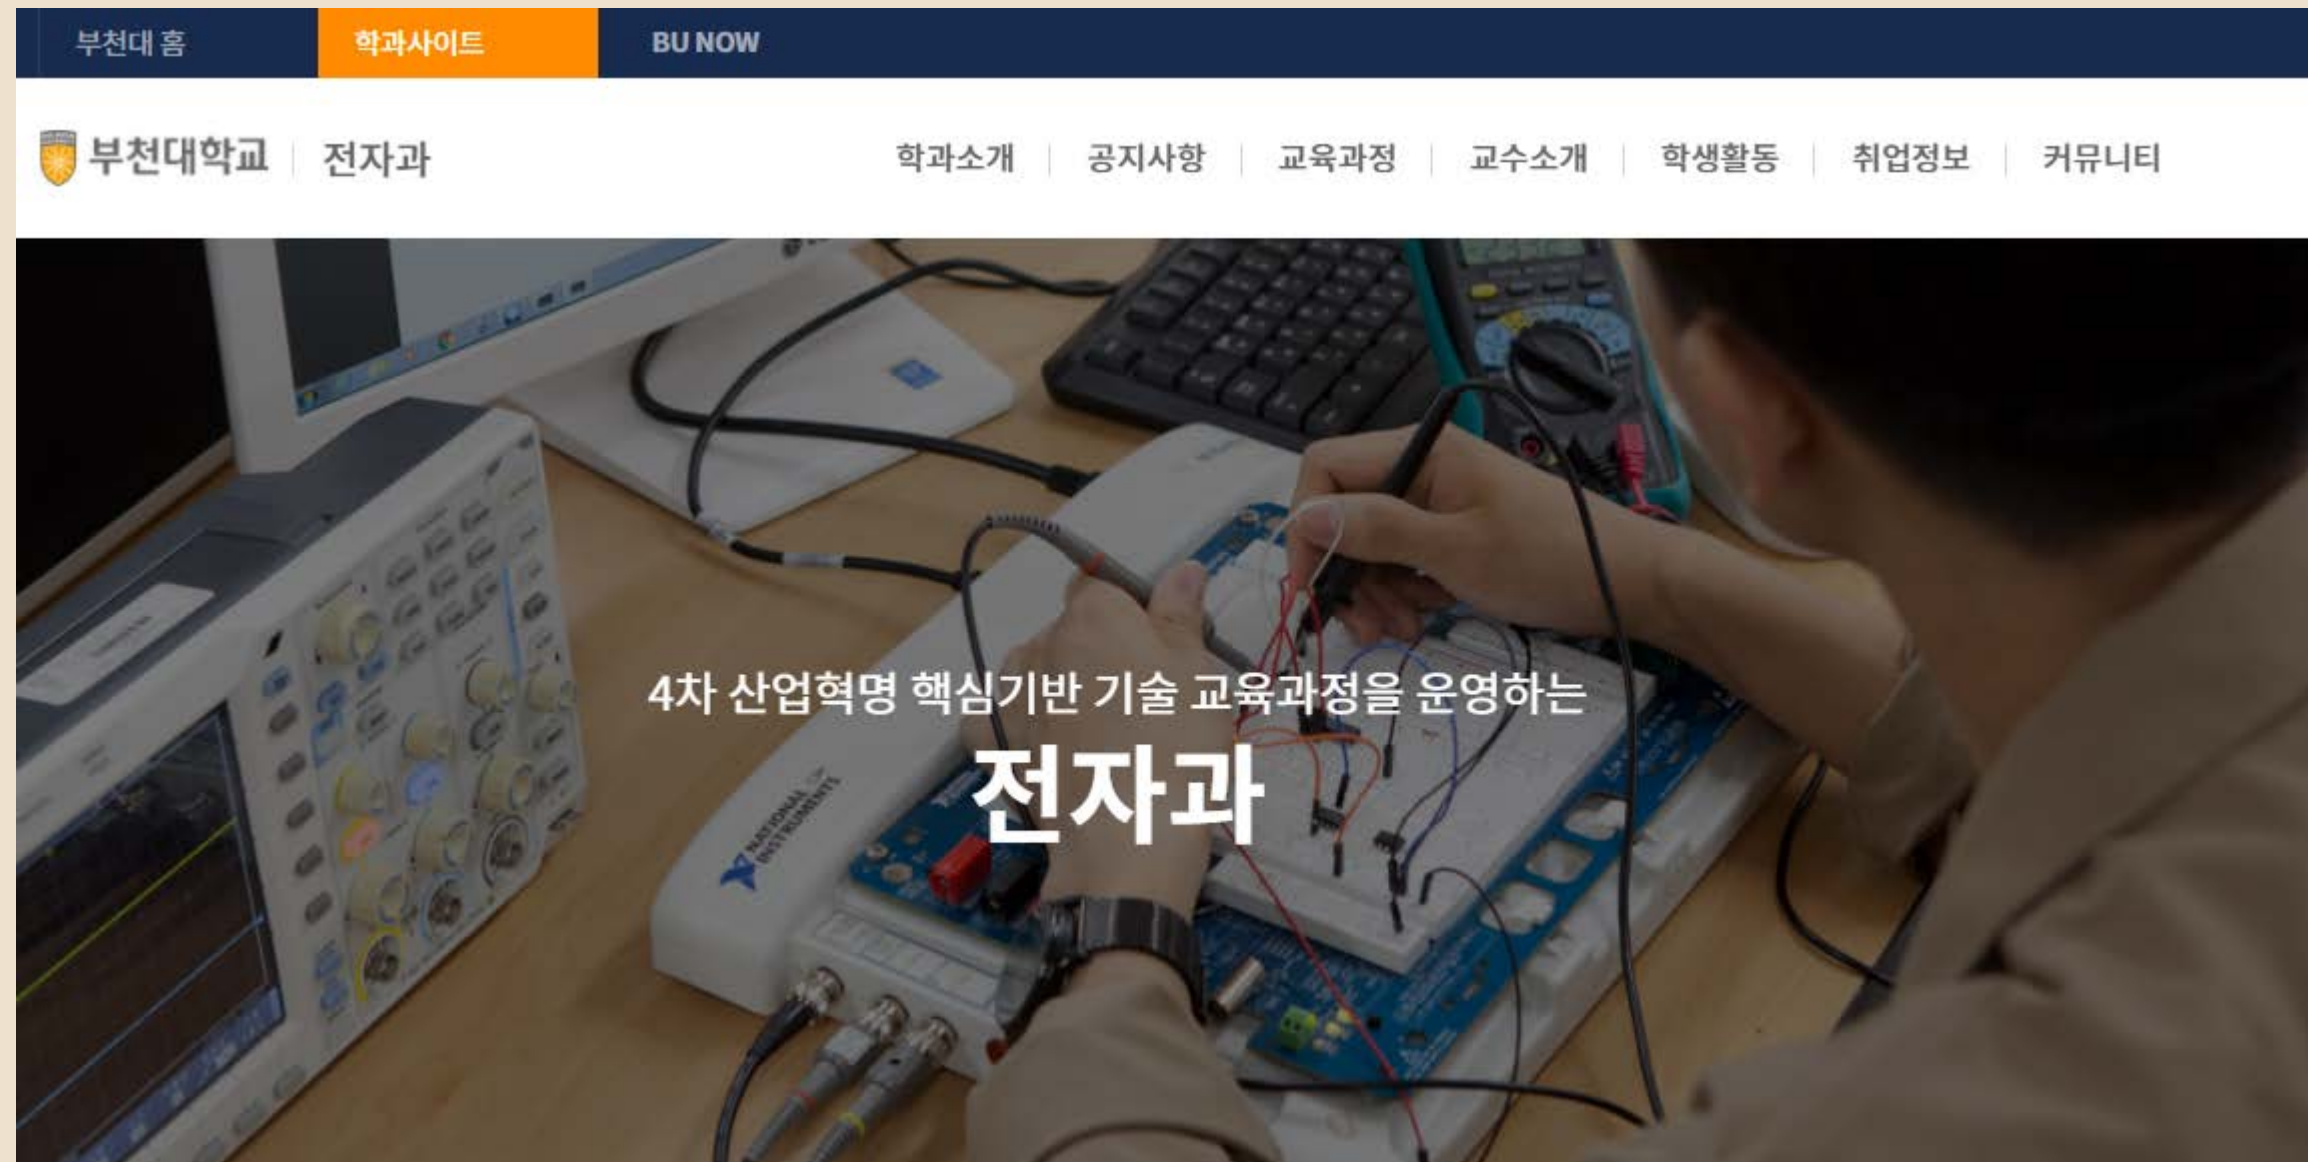 부천대 홈
학과사이트
BU NOW
부천대학교 전자과
학과소개
공지사항
교육과정
교수소개
학생활동
취업정보
커뮤니티
4차 산업혁명 핵심기반 기술 교육과정을 운영하는
전자과
NATIONAL
INSTRUMENTS